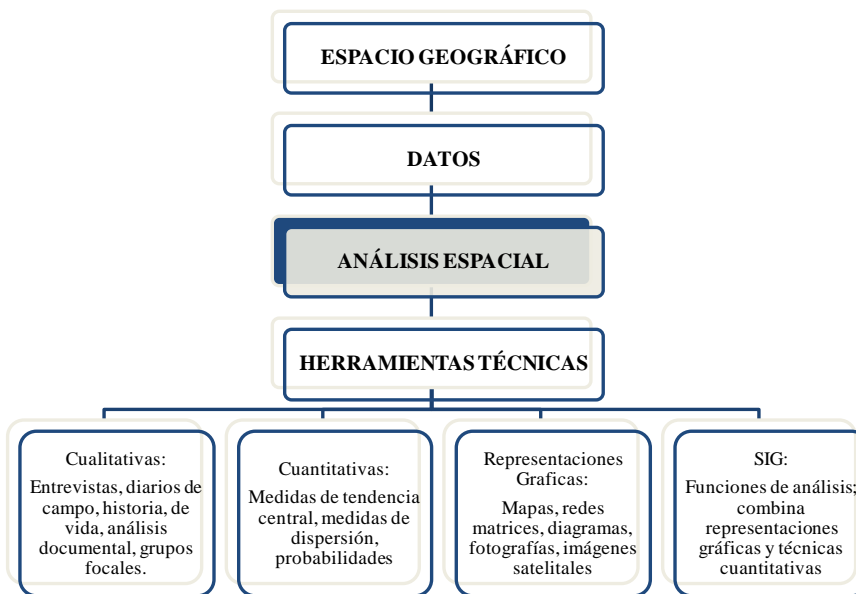 ESPACIO GEOGRÁFICO
DATOS
ANÁLISIS ESPACIAL
HERRAMIENTAS TÉCNICAS
Cualitativas:
Entrevistas, diarios de
campo, historia, de
vida, análisis
documental, grupos
focales.
Cuantitativas:
Medidas de tendencia
central, medidas de
dispersión,
probabilidades
Representaciones
Graficas:
Mapas, redes
matrices, diagramas,
fotografías, imágenes
satelitales
SIG:
Funciones de análisis;
combina
representaciones
gráficas y técnicas
cuantitativas